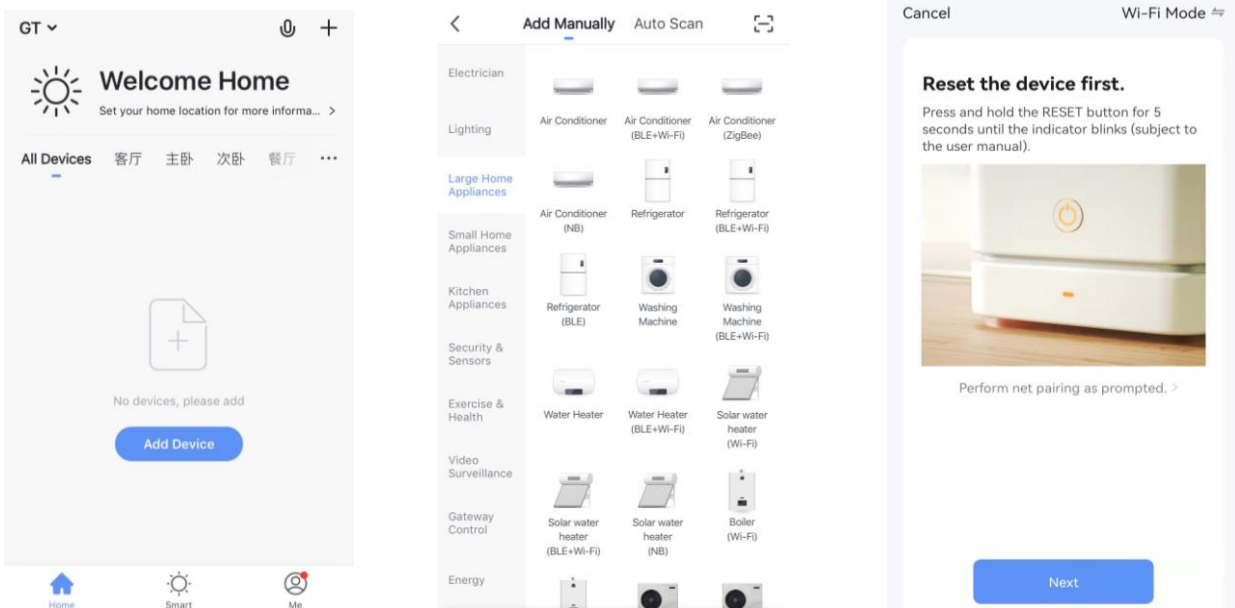 GT
Welcome Home
Set your home location for more informa... >
All Devices 客厅 主卧 次卧 餐厅 ...
No devices, please add
Add Device
Home Smart Me
Add Manually Auto Scan
Electrician
Lighting
Large Home
Appliances
Small Home
Appliances
Kitchen
Appliances
Security &
Sensors
Exercise &
Health
Video
Surveillance
Gateway
Control
Energy
Air Conditioner
Air Conditioner
(BLE+Wi-Fi)
Air Conditioner
(ZigBee)
Air Conditioner
(NB)
Refrigerator
Refrigerator
(BLE+Wi-Fi)
Refrigerator
(BLE)
Washing
Machine
Washing
Machine
(BLE+Wi-Fi)
Water Heater
Water Heater
(BLE+Wi-Fi)
Solar water
heater
(Wi-Fi)
Solar water
heater
(BLE+Wi-Fi)
Solar water
heater
(NB)
Boiler
(Wi-Fi)
Cancel Wi-Fi Mode
Reset the device first.
Press and hold the RESET button for 5
seconds until the indicator blinks (subject to
the user manual).
Perform net pairing as prompted. >
Next